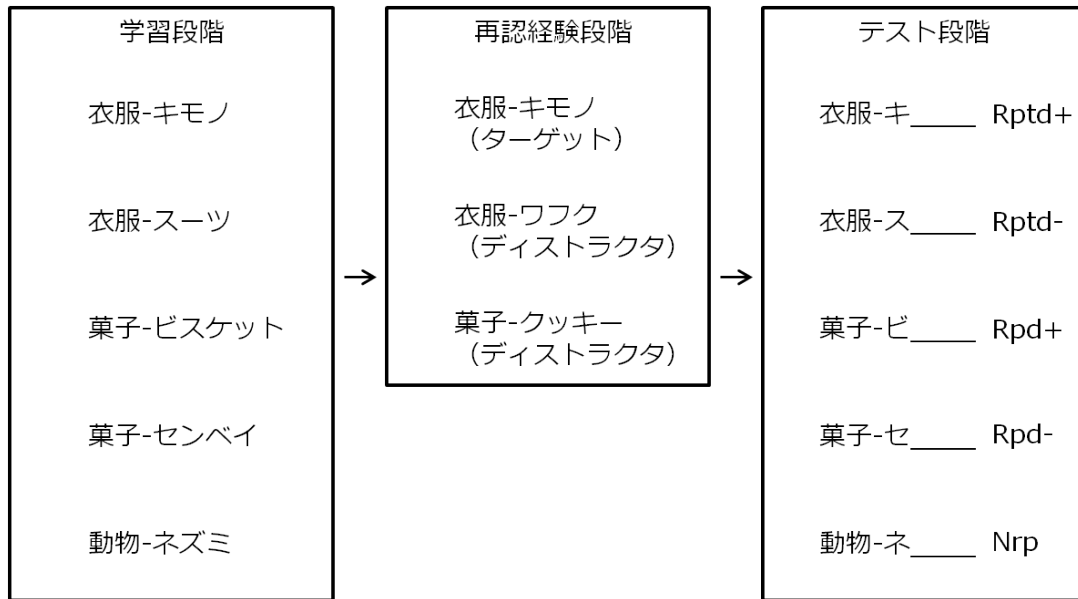 学習段階
衣服-キモノ
衣服-スーツ
菓子-ビスケット
菓子-センベイ
動物-ネズミ
→
再認経験段階
衣服-キモノ
（ターゲット）
衣服-ワフク
（ディストラクタ）
菓子-クッキー
（ディストラクタ）
→
テスト段階
衣服-キ_____ Rptd+
衣服-ス_____ Rptd-
菓子-ビ_____ Rpd+
菓子-セ_____ Rpd-
動物-ネ_____ Nrp